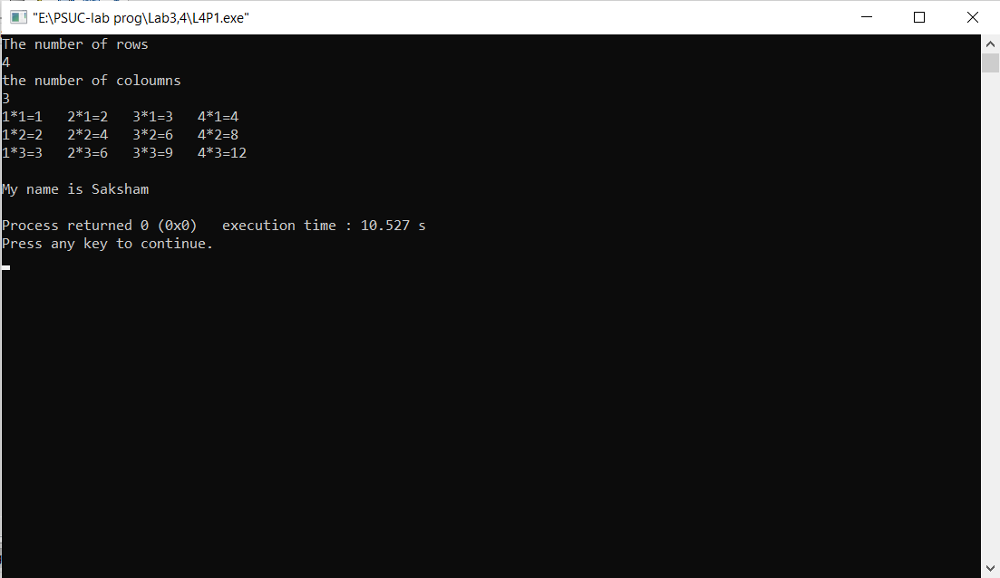 "E:\PSUC-lab prog\Lab3,4\L4P1.exe"
The number of rows
4
the number of coloumns
3
1*1=1   2*1=2   3*1=3   4*1=4
1*2=2   2*2=4   3*2=6   4*2=8
1*3=3   2*3=6   3*3=9   4*3=12
My name is Saksham
Process returned 0 (0x0)   execution time : 10.527 s
Press any key to continue.